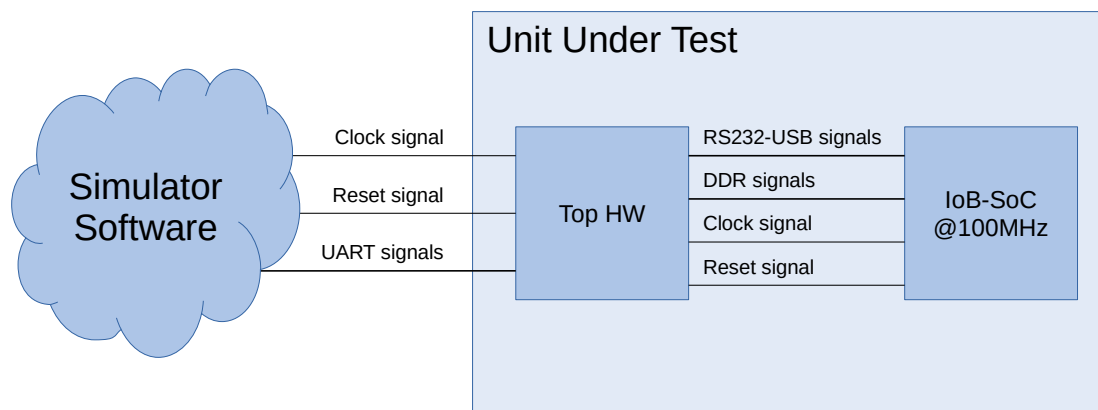 Unit Under Test
Simulator
Software
Clock signal
Reset signal
UART signals
Top HW
RS232-USB signals
DDR signals
Clock signal
Reset signal
IoB-SoC
@100MHz